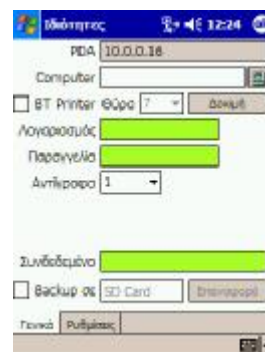 Ιδιότητες 12:24
PDA 10.0.0.16
Computer
BT Printer Θύρα 7 Δοκιμή
Λογαριασμός
Παραγγελία
Αντίγραφα 1
Συνδεδεμένο
Backup σε SD Card Επαναφορά
Γενικά Ρυθμίσεις